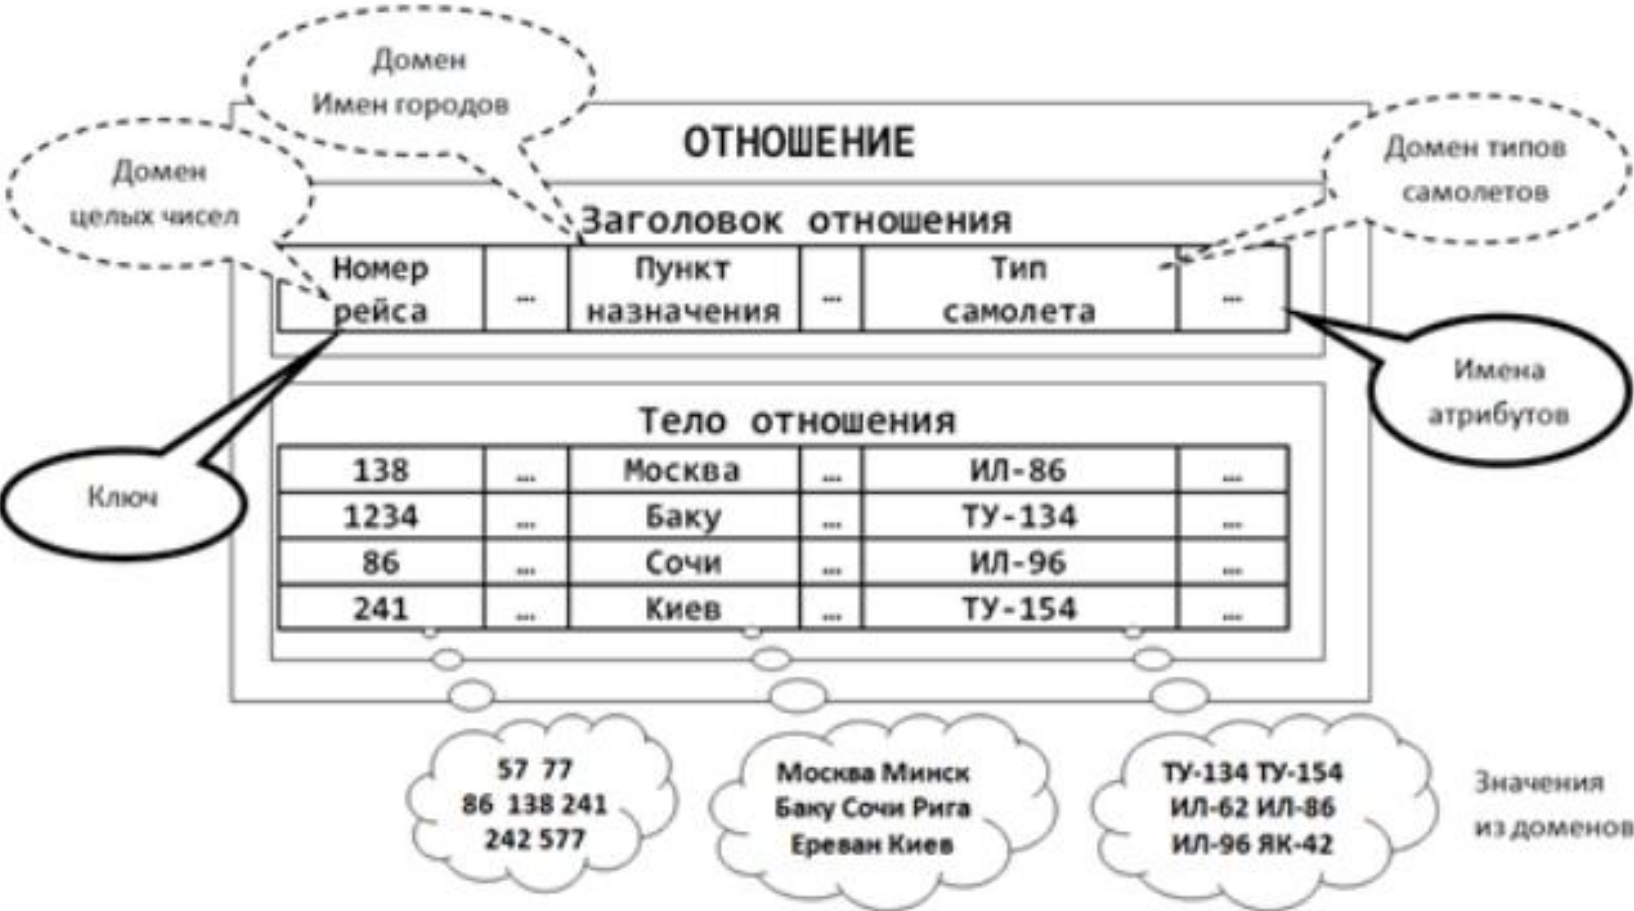 Домен
Имен городов
ОТНОШЕНИЕ
Домен типов
самолетов
Домен
целых чисел
Заголовок отношения
Номер
рейса
...
Пункт
назначения
...
Тип
самолета
...
Имена
атрибутов
Тело отношения
138 ... Москва ... ИЛ-86 ...
1234 ... Баку ... ТУ-134 ...
86 ... Сочи ... ИЛ-96 ...
241 ... Киев ... ТУ-154 ...
Ключ
57 77
86 138 241
242 577
Москва Минск
Баку Сочи Рига
Ереван Киев
ТУ-134 ТУ-154
ИЛ-62 ИЛ-86
ИЛ-96 ЯК-42
Значения
из доменов